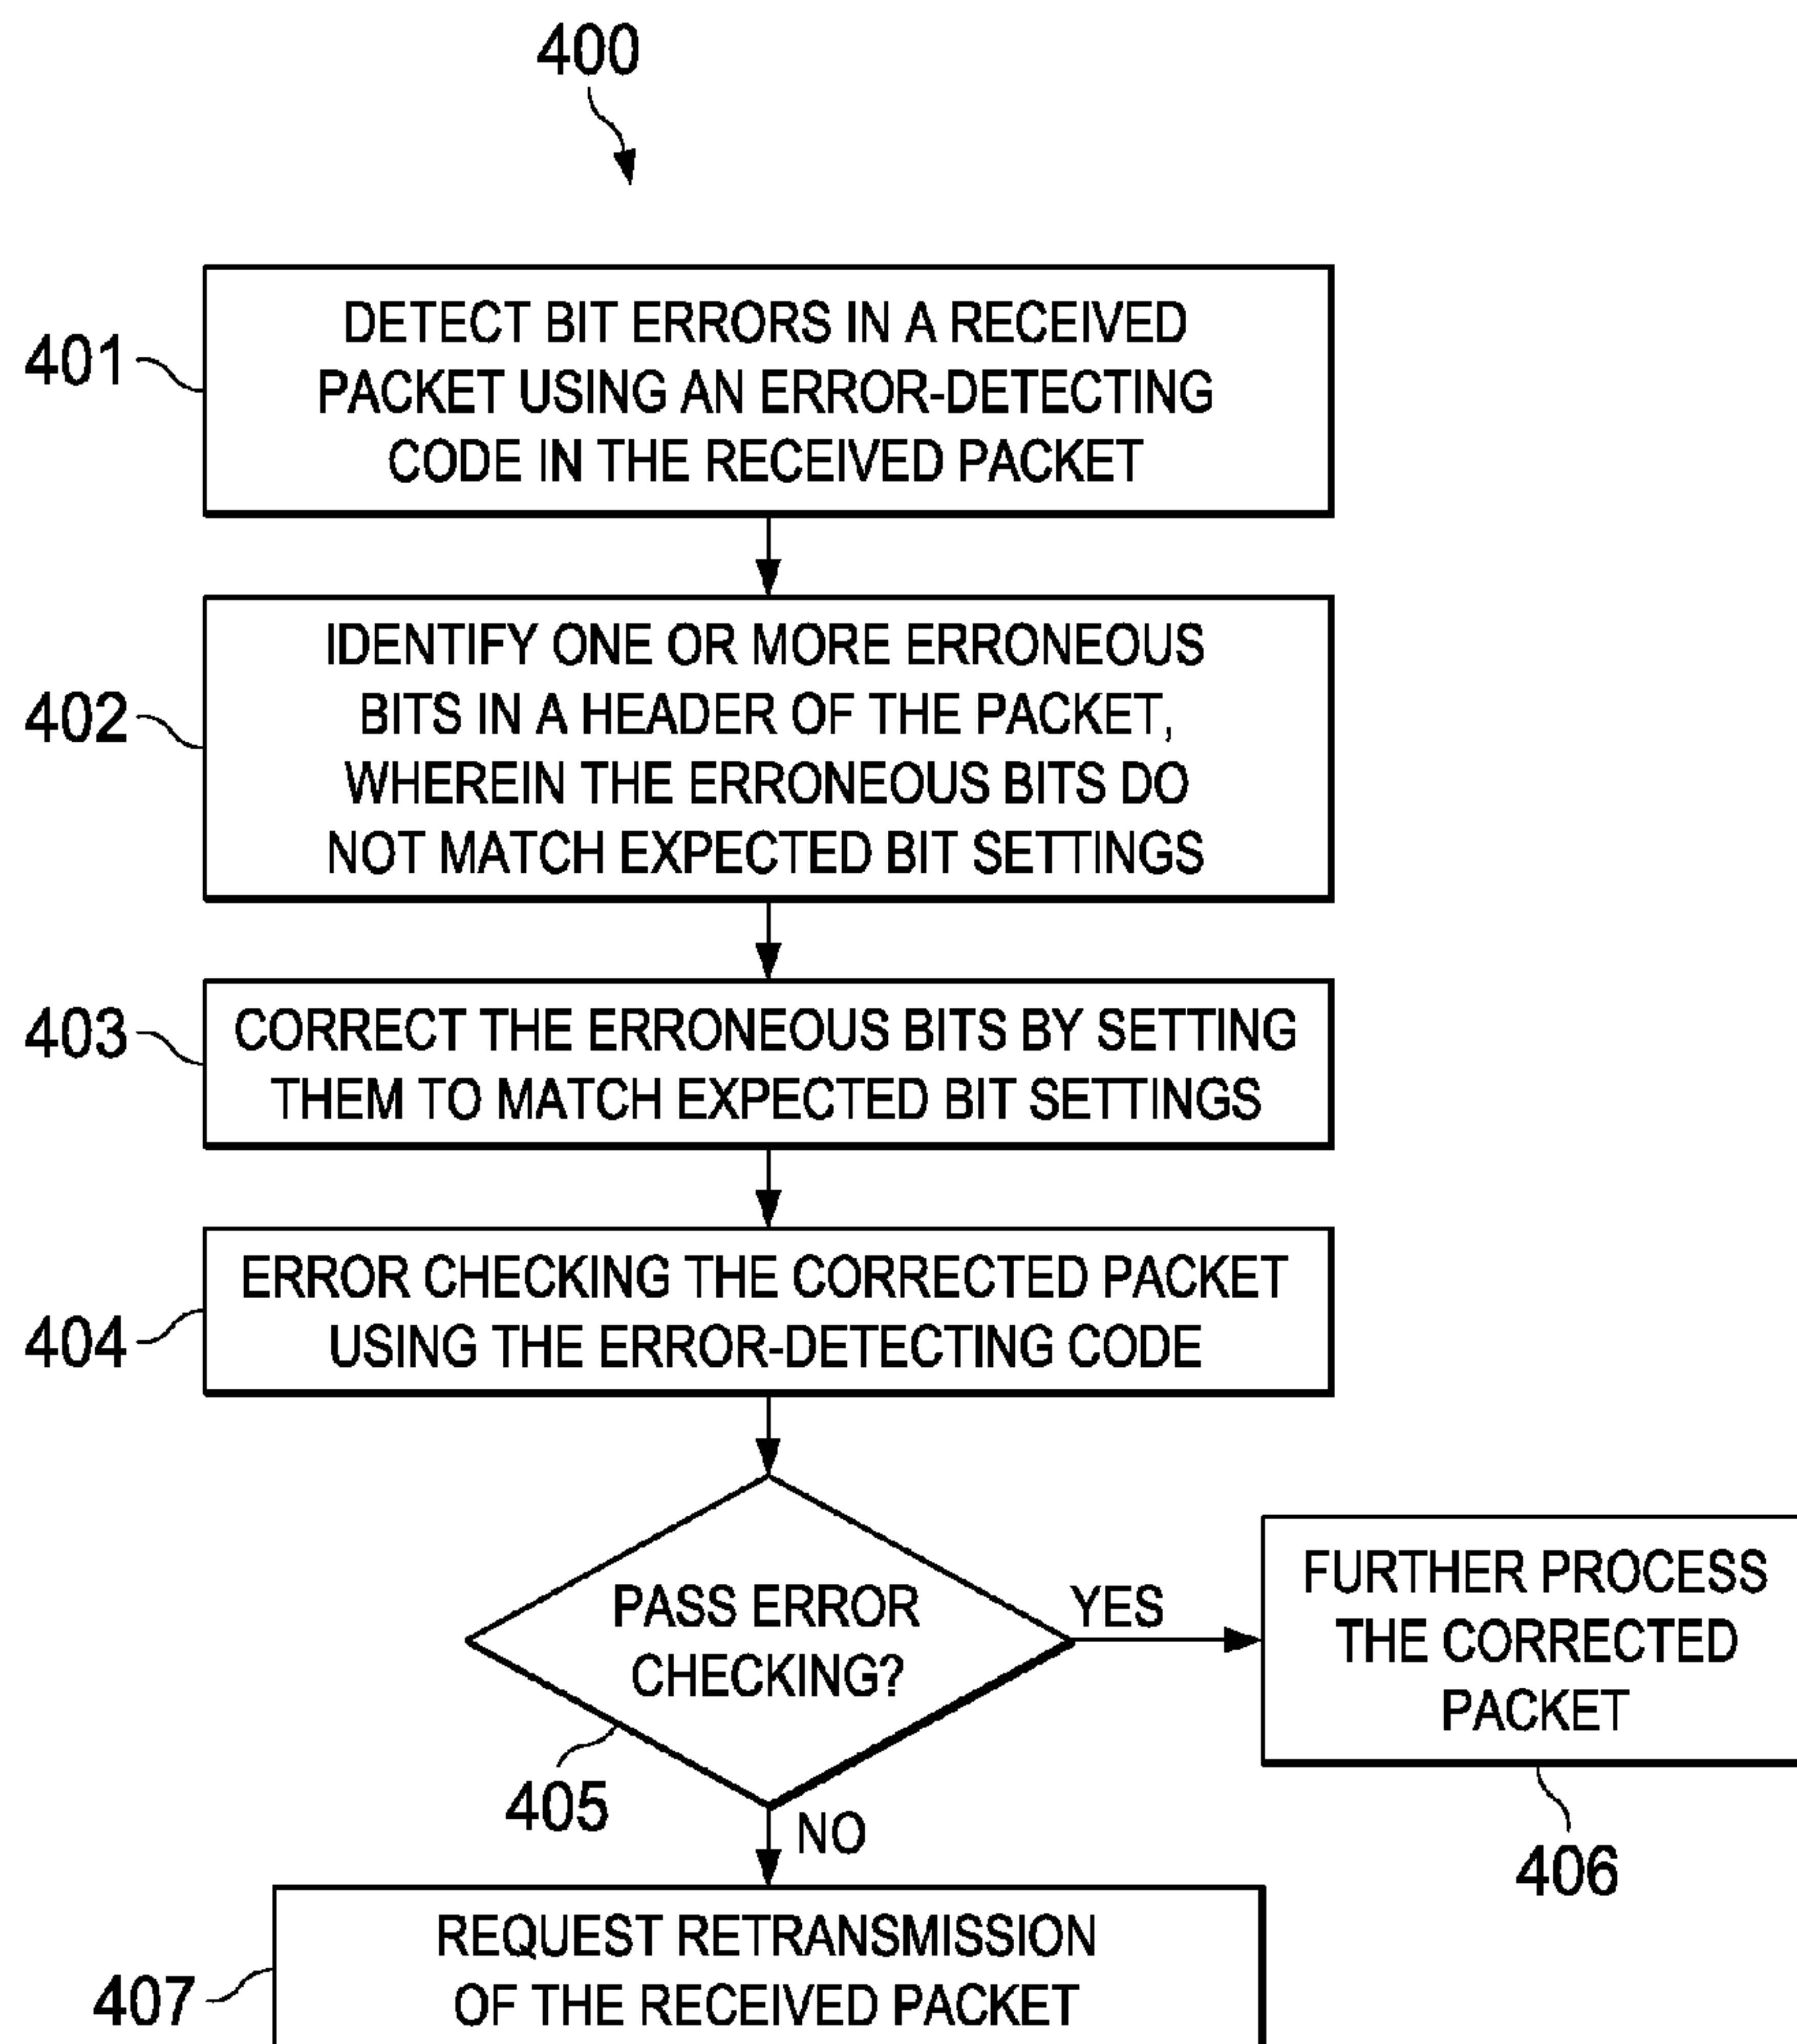 400
401
DETECT BIT ERRORS IN A RECEIVED
PACKET USING AN ERROR-DETECTING
CODE IN THE RECEIVED PACKET
402
IDENTIFY ONE OR MORE ERRONEOUS
BITS IN A HEADER OF THE PACKET,
WHEREIN THE ERRONEOUS BITS DO
NOT MATCH EXPECTED BIT SETTINGS
403
CORRECT THE ERRONEOUS BITS BY SETTING
THEM TO MATCH EXPECTED BIT SETTINGS
404
ERROR CHECKING THE CORRECTED PACKET
USING THE ERROR-DETECTING CODE
PASS ERROR
CHECKING?
405
YES
FURTHER PROCESS
THE CORRECTED
PACKET
406
NO
407
REQUEST RETRANSMISSION
OF THE RECEIVED PACKET